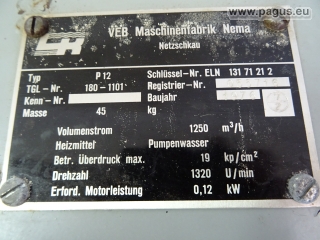 www.pagus.eu
VEB Maschinenfabrik Nema
Netzschkau
Typ P 12 Schlüssel-Nr. ELN 131 71 21 2
TGL-Nr. 180-1101 Registrier-Nr.
Kenn-Nr. Baujahr
Masse 45 kg
Volumenstrom 1250 m³/h
Heizmittel Pumpenwasser
Betr. Überdruck max. 19 kp/cm²
Drehzahl 1320 U/min
Erford. Motorleistung 0,12 kW